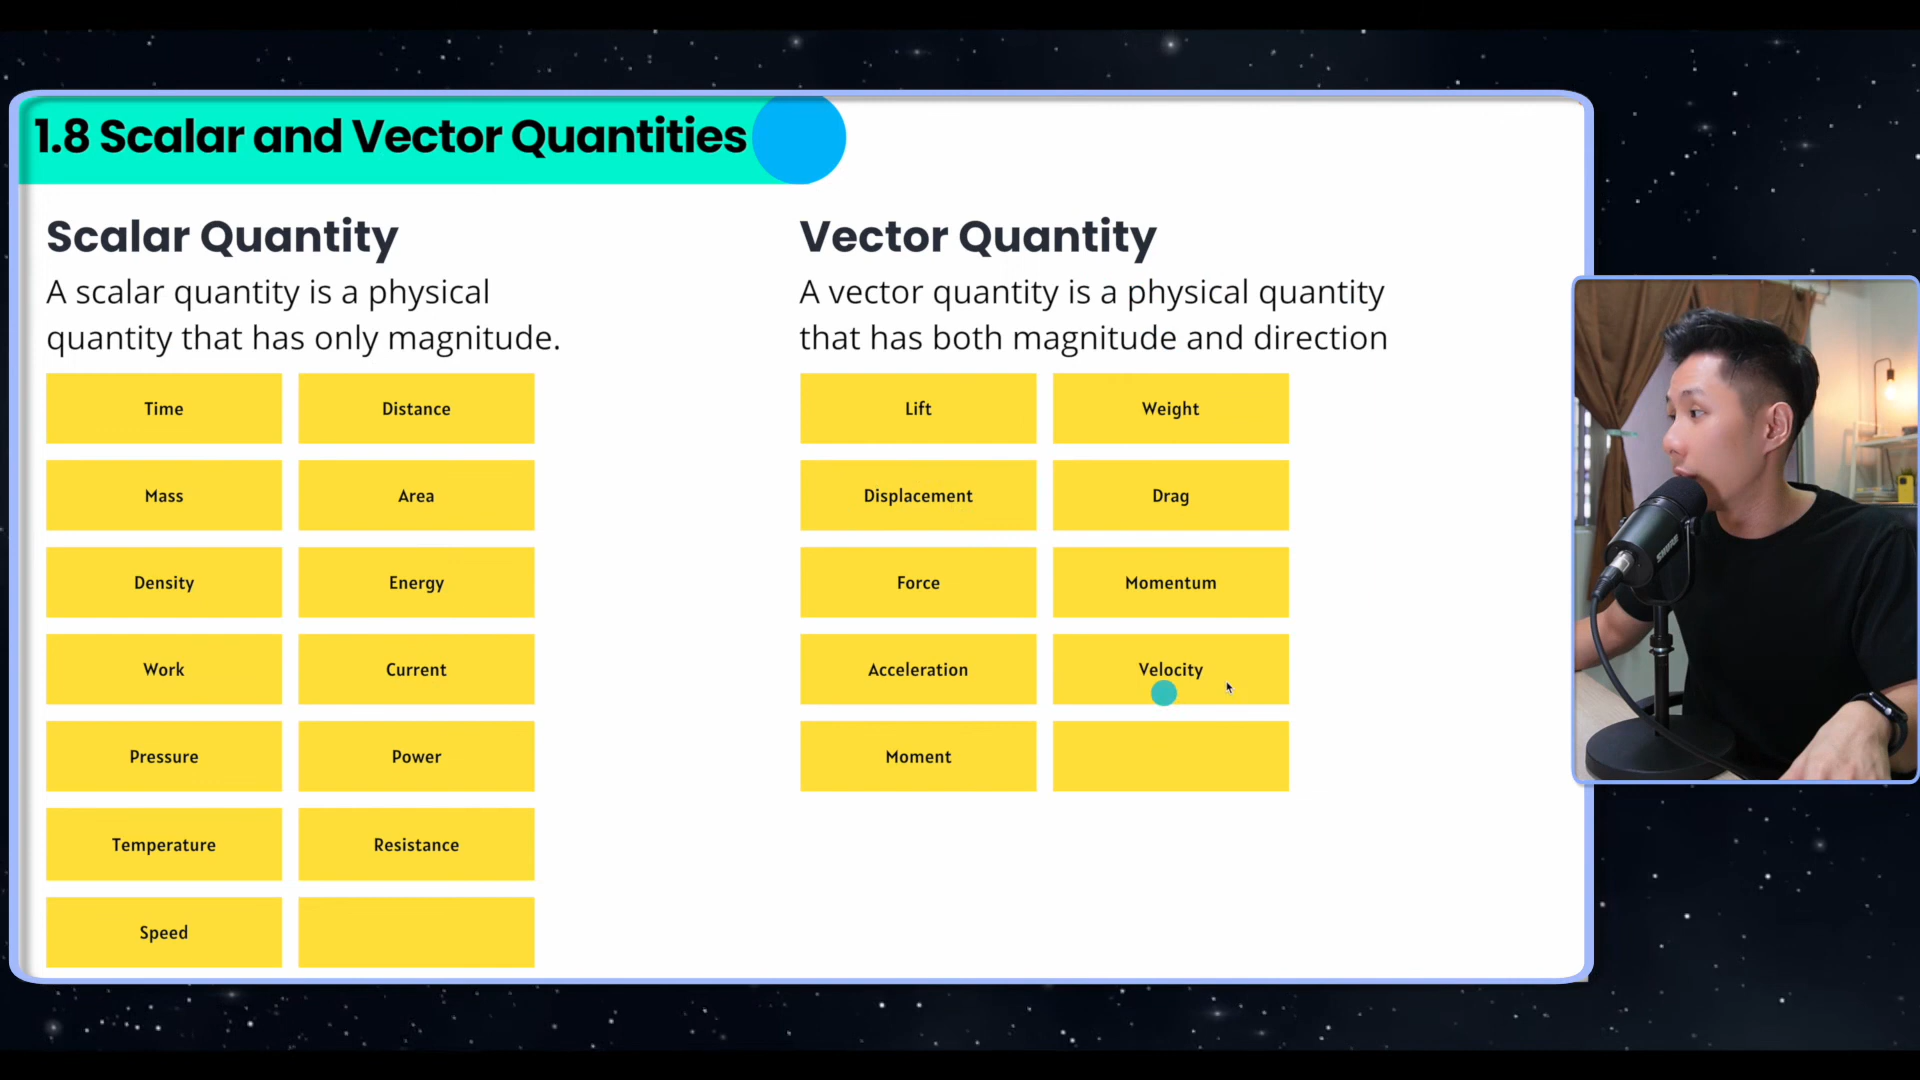 1.8 Scalar and Vector Quantities
Scalar Quantity
A scalar quantity is a physical
quantity that has only magnitude.
Time
Distance
Mass
Area
Density
Energy
Work
Current
Pressure
Power
Temperature
Resistance
Speed
Vector Quantity
A vector quantity is a physical quantity
that has both magnitude and direction
Lift
Weight
Displacement
Drag
Force
Momentum
Acceleration
Velocity
Moment
SHURE